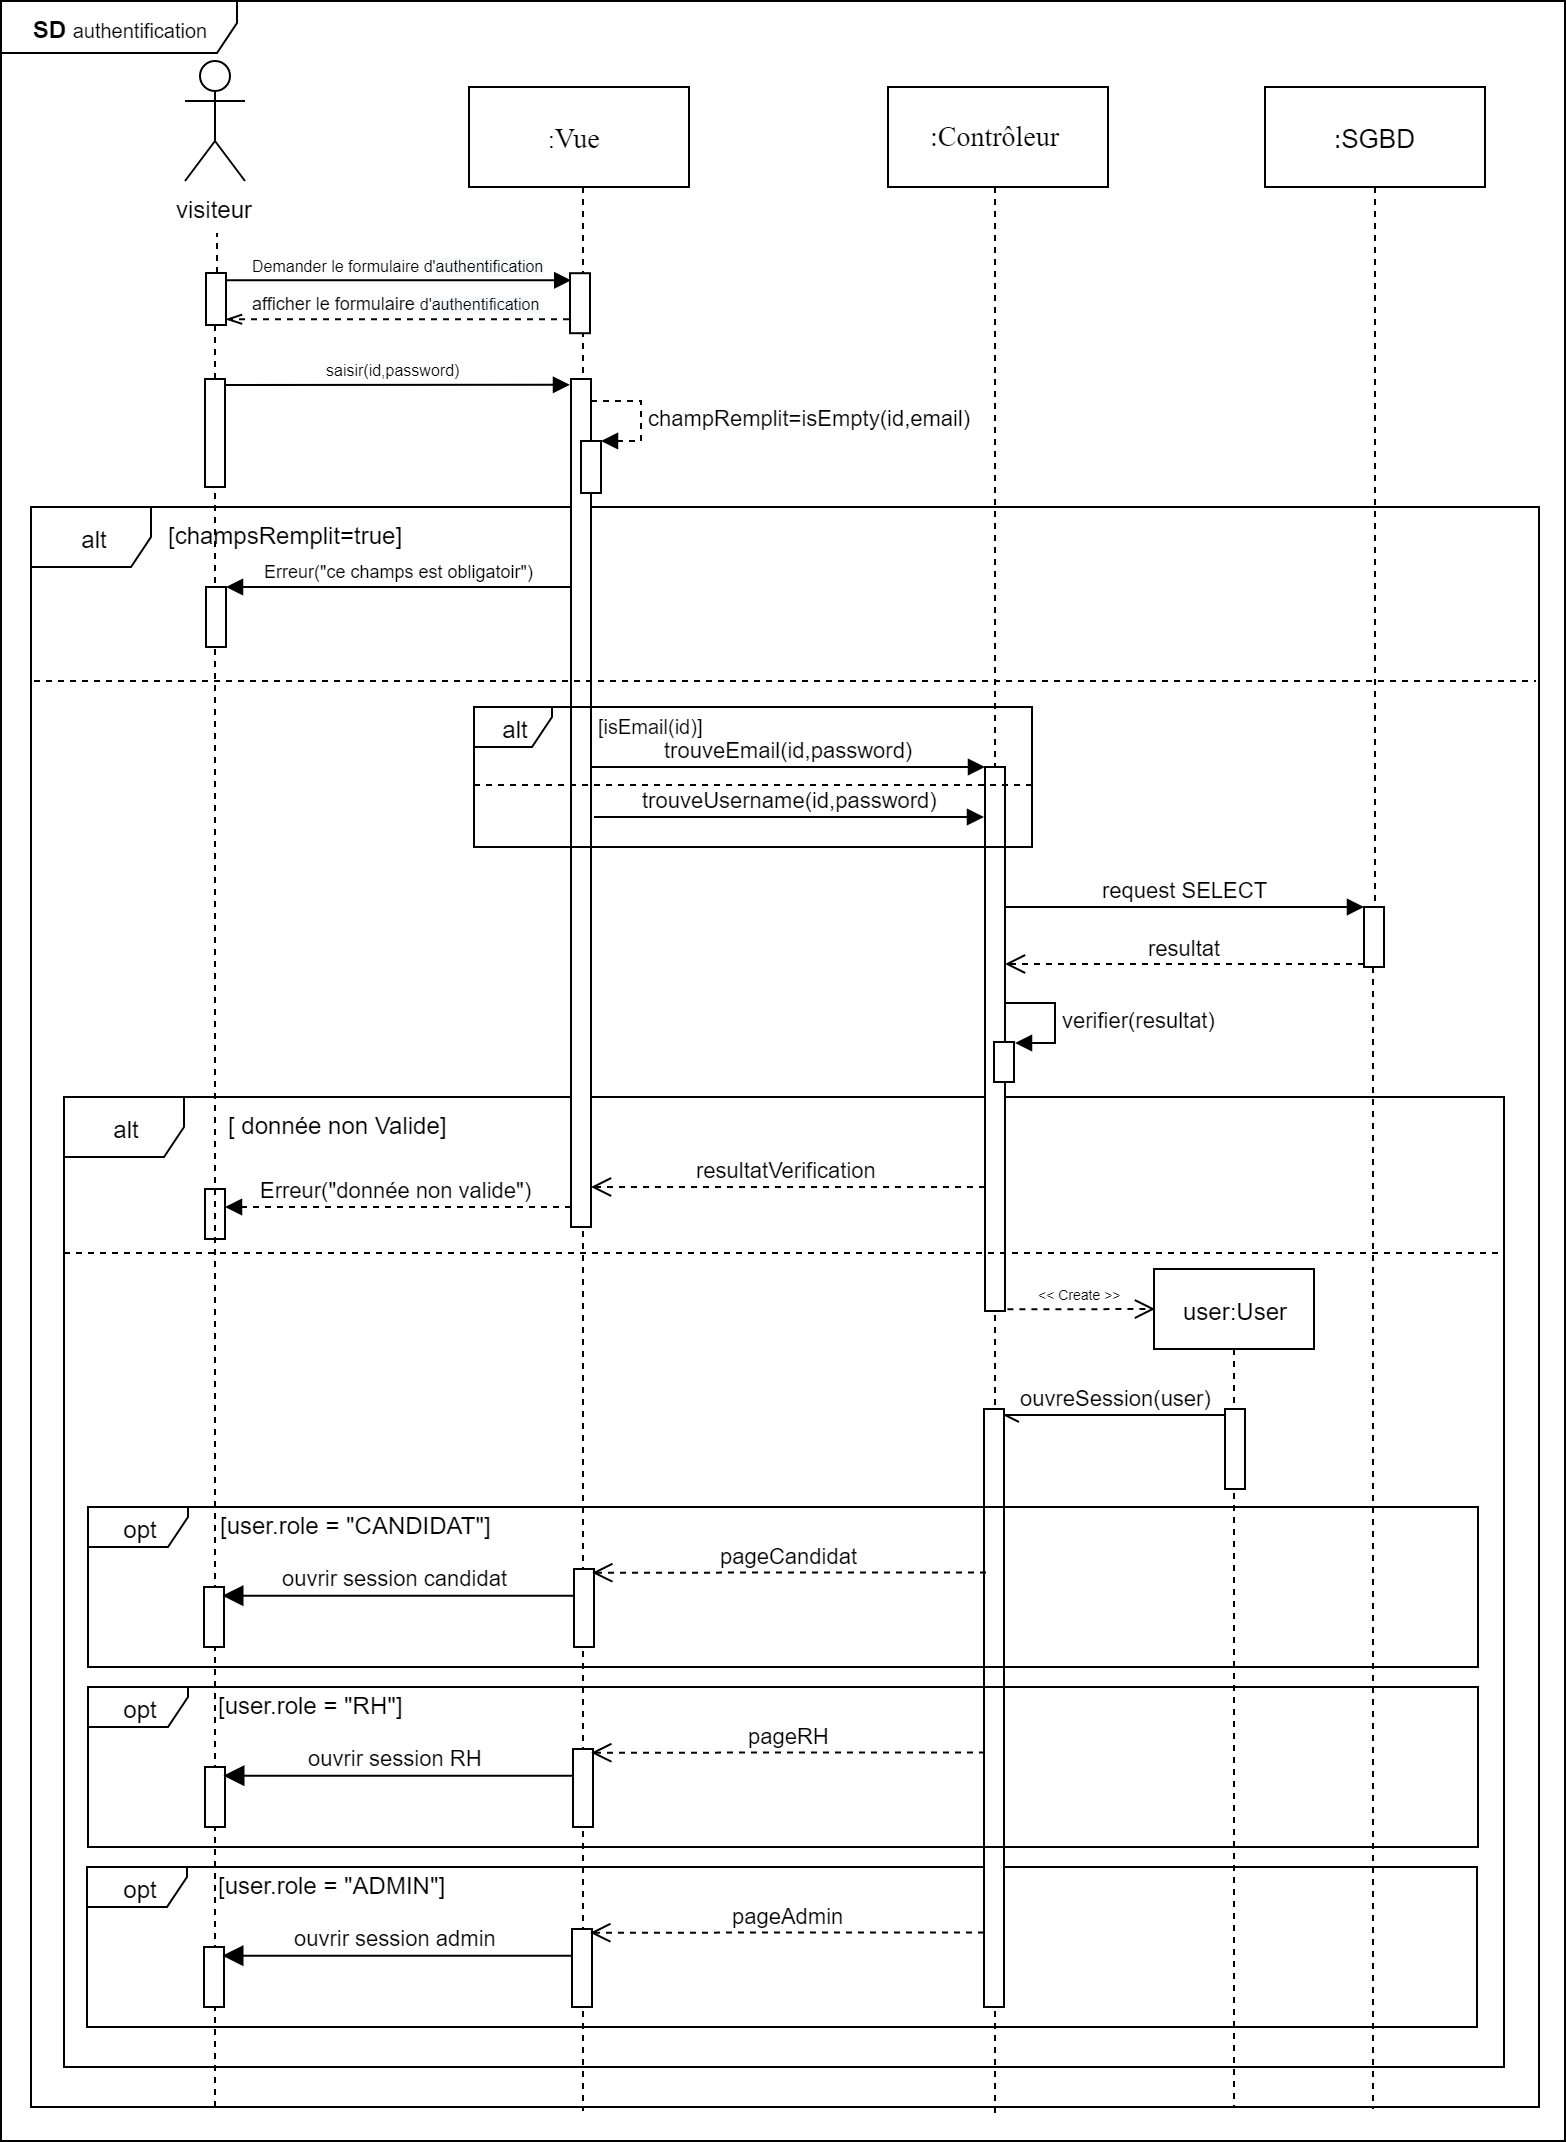 SD authentification
visiteur
:Vue
:Contrôleur
:SGBD
Demander le formulaire d'authentification
afficher le formulaire d'authentification
saisir(id,password)
champRemplit=isEmpty(id,email)
alt
[champsRemplit=true]
Erreur("ce champs est obligatoir")
alt
[isEmail(id)]
trouveEmail(id,password)
trouveUsername(id,password)
request SELECT
resultat
verifier(resultat)
alt
[ donnée non Valide]
resultatVerification
Erreur("donnée non valide")
<< Create >>
user:User
ouvreSession(user)
opt
[user.role = "CANDIDAT"]
pageCandidat
ouvrir session candidat
opt
[user.role = "RH"]
pageRH
ouvrir session RH
opt
[user.role = "ADMIN"]
pageAdmin
ouvrir session admin